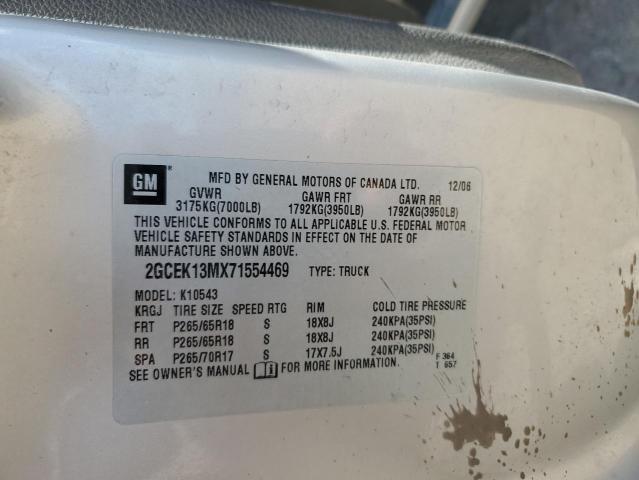 GM ®
MFD BY GENERAL MOTORS OF CANADA LTD. 12/06
GVWR GAWR FRT GAWR RR
3175KG(7000LB) 1792KG(3950LB) 1792KG(3950LB)
THIS VEHICLE CONFORMS TO ALL APPLICABLE U.S. FEDERAL MOTOR
VEHICLE SAFETY STANDARDS IN EFFECT ON THE DATE OF
MANUFACTURE SHOWN ABOVE.
2GCEK13MX71554469 TYPE: TRUCK
MODEL: K10543
KRGJ TIRE SIZE SPEED RTG RIM COLD TIRE PRESSURE
FRT P265/65R18 S 18X8J 240KPA(35PSI)
RR P265/65R18 S 18X8J 240KPA(35PSI)
SPA P265/70R17 S 17X7.5J 240KPA(35PSI)
SEE OWNER'S MANUAL FOR MORE INFORMATION.
F 364
T 657